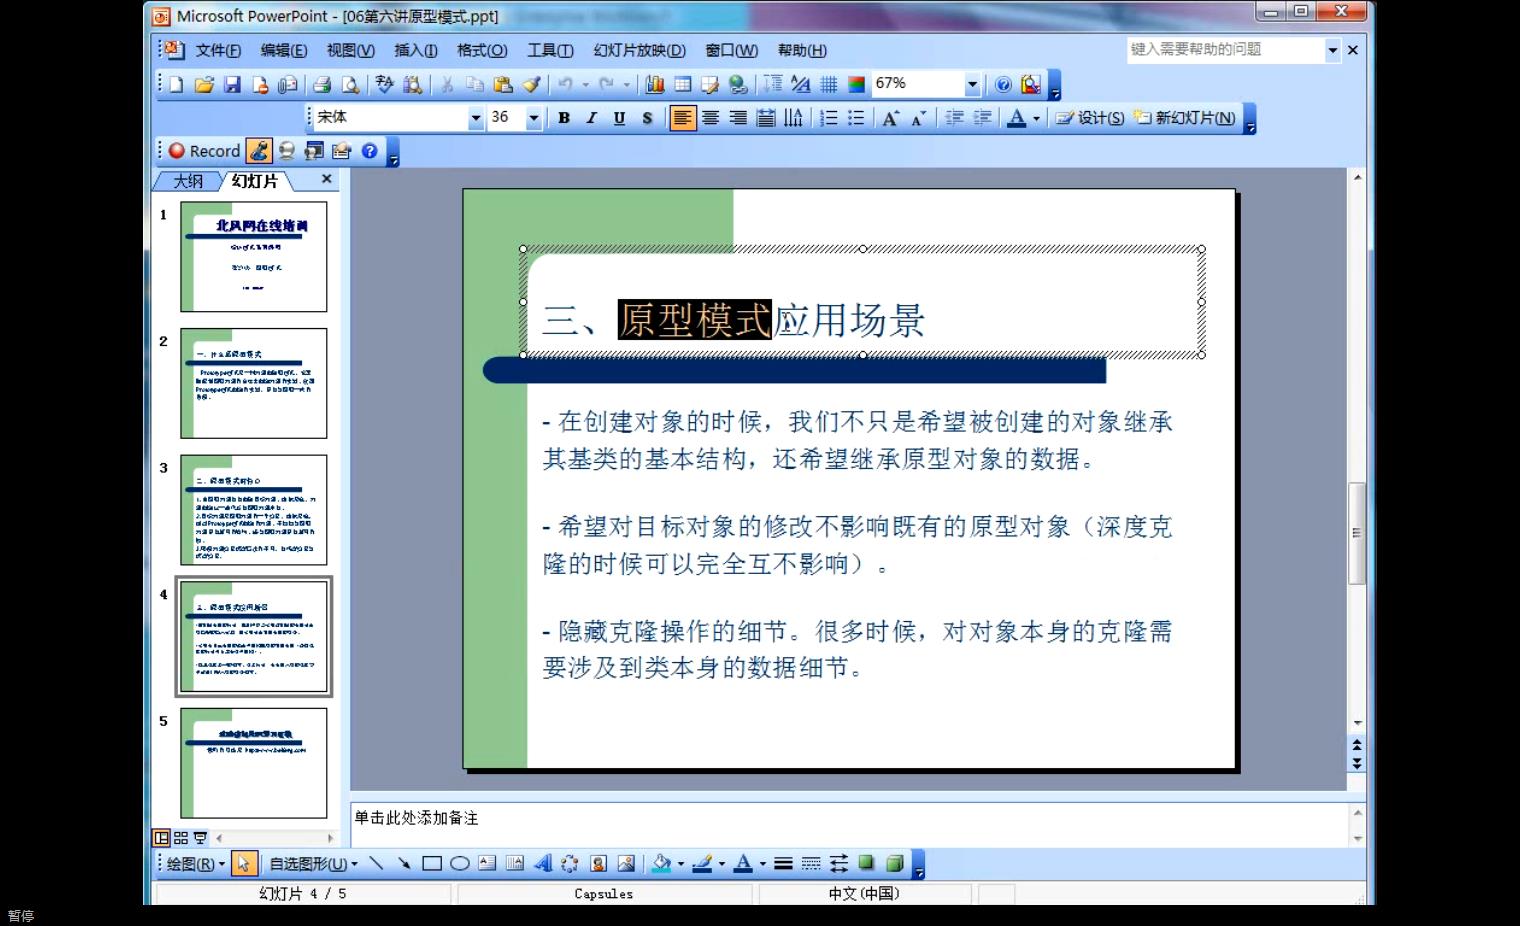 Microsoft PowerPoint - [06第六讲原型模式.ppt]
文件(F) 编辑(E) 视图(V) 插入(I) 格式(O) 工具(T) 幻灯片放映(D) 窗口(W) 帮助(H)
键入需要帮助的问题
67%
宋体
36
B I U S
设计(S) 新幻灯片(N)
Record
大纲 幻灯片
1
北风网在线培训
2
一、什么是原型模式
3
4
三、原型模式应用场景
5
三、原型模式应用场景
- 在创建对象的时候，我们不只是希望被创建的对象继承
其基类的基本结构，还希望继承原型对象的数据。
- 希望对目标对象的修改不影响既有的原型对象（深度克
隆的时候可以完全互不影响）。
- 隐藏克隆操作的细节。很多时候，对对象本身的克隆需
要涉及到类本身的数据细节。
单击此处添加备注
绘图(R) 自选图形(U)
幻灯片 4 / 5
Capsules
中文(中国)
暂停